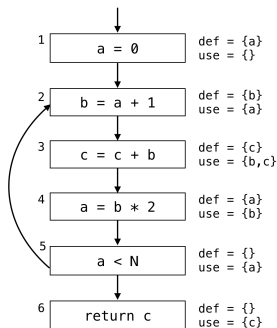 1
a = 0
def = {a}
use = {}
2
b = a + 1
def = {b}
use = {a}
3
c = c + b
def = {c}
use = {b,c}
4
a = b * 2
def = {a}
use = {b}
5
a < N
def = {}
use = {a}
6
return c
def = {}
use = {c}